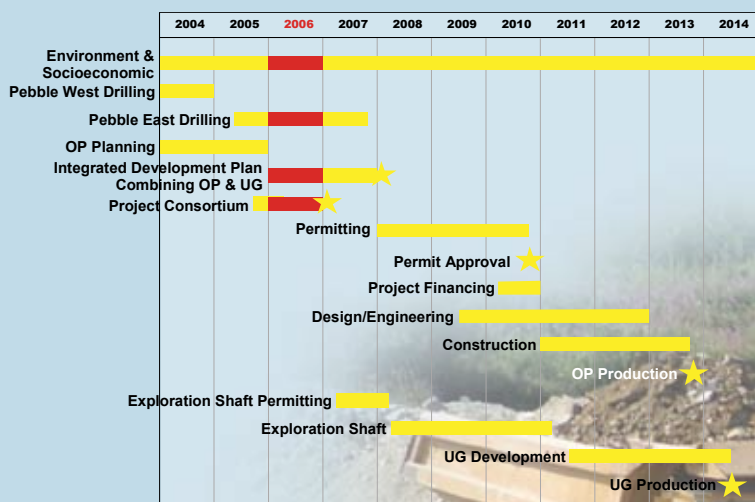 2004 2005 2006 2007 2008 2009 2010 2011 2012 2013 2014
Environment &
Socioeconomic
Pebble West Drilling
Pebble East Drilling
OP Planning
Integrated Development Plan
Combining OP & UG
Project Consortium
Permitting
Permit Approval
Project Financing
Design/Engineering
Construction
OP Production
Exploration Shaft Permitting
Exploration Shaft
UG Development
UG Production